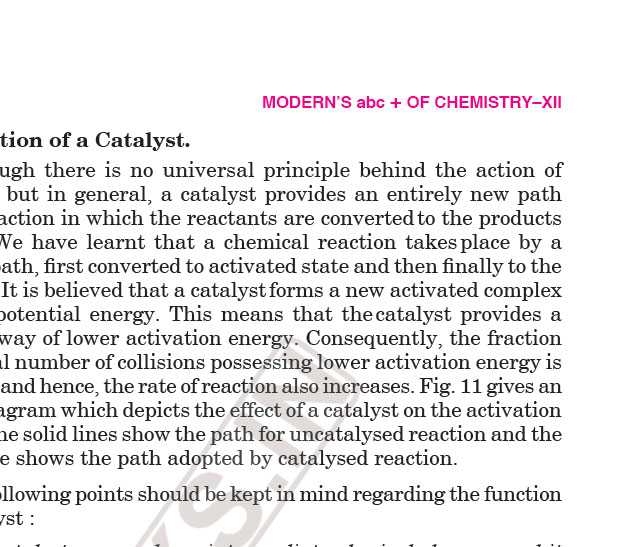 MODERN'S abc + OF CHEMISTRY–XII
tion of a Catalyst.
ugh there is no universal principle behind the action of
but in general, a catalyst provides an entirely new path
action in which the reactants are converted to the products
We have learnt that a chemical reaction takes place by a
ath, first converted to activated state and then finally to the
It is believed that a catalyst forms a new activated complex
potential energy. This means that the catalyst provides a
way of lower activation energy. Consequently, the fraction
al number of collisions possessing lower activation energy is
and hence, the rate of reaction also increases. Fig. 11 gives an
agram which depicts the effect of a catalyst on the activation
he solid lines show the path for uncatalysed reaction and the
e shows the path adopted by catalysed reaction.
ollowing points should be kept in mind regarding the function
yst :
KS.IN